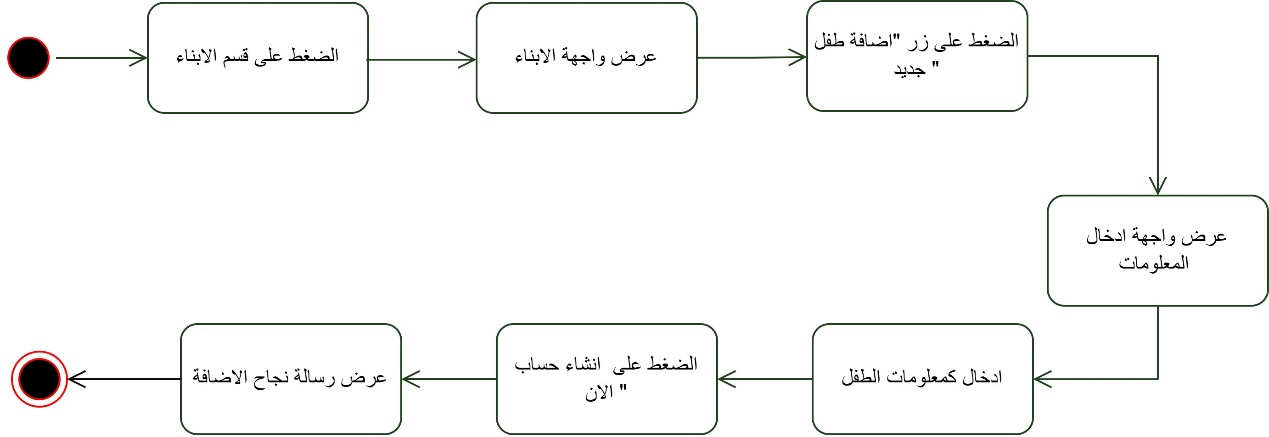 الضغط على قسم الابناء
عرض واجهة الابناء
الضغط على زر "اضافة طفل
جديد "
عرض واجهة ادخال
المعلومات
ادخال كمعلومات الطفل
الضغط على  انشاء حساب
الان "
عرض رسالة نجاح الاضافة